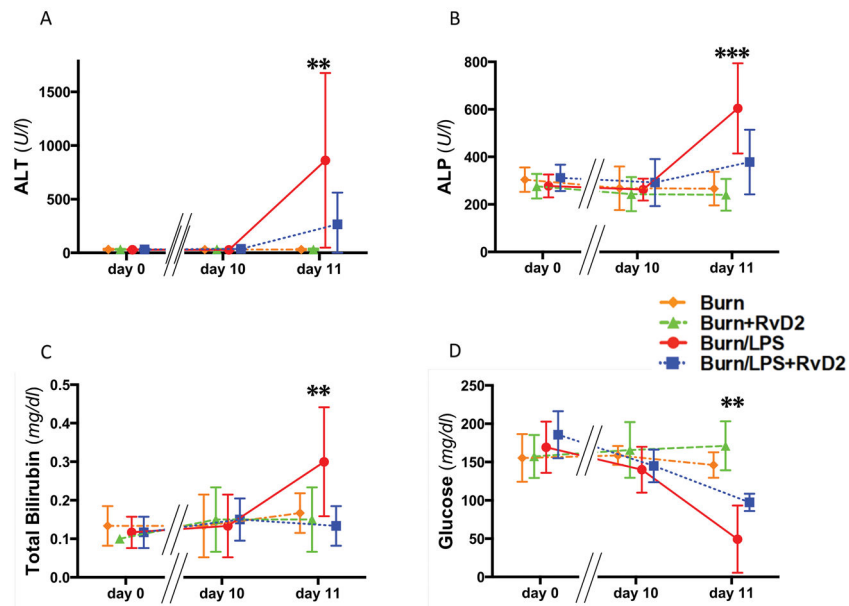 A
**
ALT (U/l)
1500
1000
500
0
day 0
day 10
day 11
B
***
ALP (U/l)
800
600
400
200
0
day 0
day 10
day 11
Burn
Burn+RvD2
Burn/LPS
Burn/LPS+RvD2
C
**
Total Bilirubin (mg/dl)
0.5
0.4
0.3
0.2
0.1
0.0
day 0
day 10
day 11
D
**
Glucose (mg/dl)
250
200
150
100
50
0
day 0
day 10
day 11